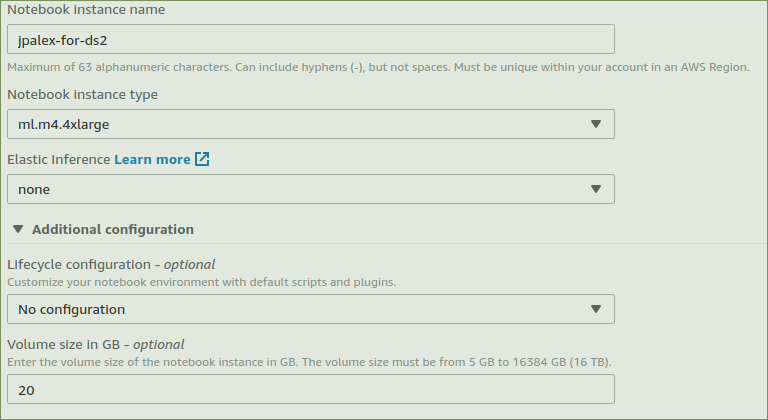 Notebook instance name
jpalex-for-ds2
Maximum of 63 alphanumeric characters. Can include hyphens (-), but not spaces. Must be unique within your account in an AWS Region.
Notebook instance type
ml.m4.4xlarge
Elastic Inference Learn more
none
Additional configuration
Lifecycle configuration - optional
Customize your notebook environment with default scripts and plugins.
No configuration
Volume size in GB - optional
Enter the volume size of the notebook instance in GB. The volume size must be from 5 GB to 16384 GB (16 TB).
20